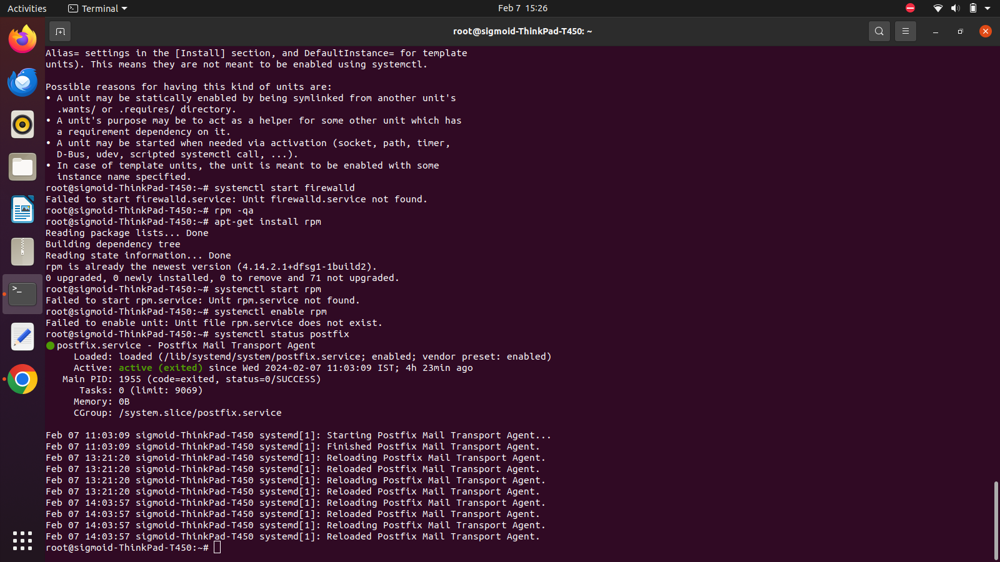 Activities
Terminal
Feb 7 15:26
root@sigmoid-ThinkPad-T450: ~
Alias= settings in the [Install] section, and DefaultInstance= for template
units). This means they are not meant to be enabled using systemctl.
Possible reasons for having this kind of units are:
• A unit may be statically enabled by being symlinked from another unit's
.wants/ or .requires/ directory.
• A unit's purpose may be to act as a helper for some other unit which has
a requirement dependency on it.
• A unit may be started when needed via activation (socket, path, timer,
D-Bus, udev, scripted systemctl call, ...).
• In case of template units, the unit is meant to be enabled with some
instance name specified.
root@sigmoid-ThinkPad-T450:~# systemctl start firewalld
Failed to start firewalld.service: Unit firewalld.service not found.
root@sigmoid-ThinkPad-T450:~# rpm -qa
root@sigmoid-ThinkPad-T450:~# apt-get install rpm
Reading package lists... Done
Building dependency tree
Reading state information... Done
rpm is already the newest version (4.14.2.1+dfsg1-1build2).
0 upgraded, 0 newly installed, 0 to remove and 71 not upgraded.
root@sigmoid-ThinkPad-T450:~# systemctl start rpm
Failed to start rpm.service: Unit rpm.service not found.
root@sigmoid-ThinkPad-T450:~# systemctl enable rpm
Failed to enable unit: Unit file rpm.service does not exist.
root@sigmoid-ThinkPad-T450:~# systemctl status postfix
● postfix.service - Postfix Mail Transport Agent
Loaded: loaded (/lib/systemd/system/postfix.service; enabled; vendor preset: enabled)
Active: active (exited) since Wed 2024-02-07 11:03:09 IST; 4h 23min ago
Main PID: 1955 (code=exited, status=0/SUCCESS)
Tasks: 0 (limit: 9069)
Memory: 0B
CGroup: /system.slice/postfix.service
Feb 07 11:03:09 sigmoid-ThinkPad-T450 systemd[1]: Starting Postfix Mail Transport Agent...
Feb 07 11:03:09 sigmoid-ThinkPad-T450 systemd[1]: Finished Postfix Mail Transport Agent.
Feb 07 13:21:20 sigmoid-ThinkPad-T450 systemd[1]: Reloading Postfix Mail Transport Agent.
Feb 07 13:21:20 sigmoid-ThinkPad-T450 systemd[1]: Reloaded Postfix Mail Transport Agent.
Feb 07 13:21:20 sigmoid-ThinkPad-T450 systemd[1]: Reloading Postfix Mail Transport Agent.
Feb 07 13:21:20 sigmoid-ThinkPad-T450 systemd[1]: Reloaded Postfix Mail Transport Agent.
Feb 07 14:03:57 sigmoid-ThinkPad-T450 systemd[1]: Reloading Postfix Mail Transport Agent.
Feb 07 14:03:57 sigmoid-ThinkPad-T450 systemd[1]: Reloaded Postfix Mail Transport Agent.
Feb 07 14:03:57 sigmoid-ThinkPad-T450 systemd[1]: Reloading Postfix Mail Transport Agent.
Feb 07 14:03:57 sigmoid-ThinkPad-T450 systemd[1]: Reloaded Postfix Mail Transport Agent.
root@sigmoid-ThinkPad-T450:~#